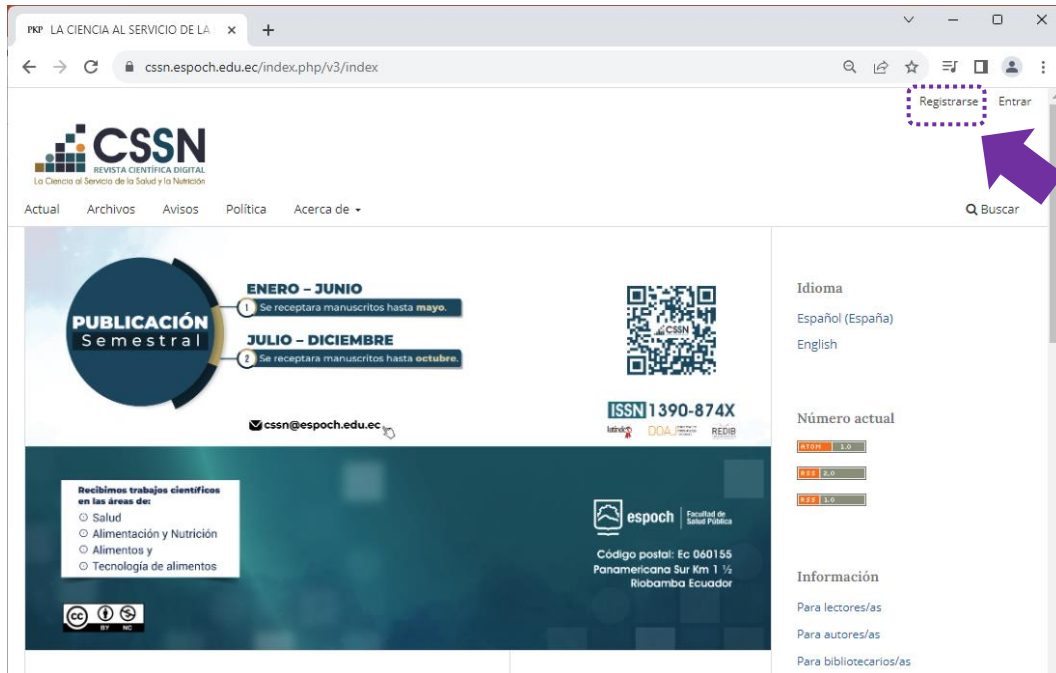 PKP LA CIENCIA AL SERVICIO DE LA
cssn.espoch.edu.ec/index.php/v3/index
Registrarse Entrar
CSSN
REVISTA CIENTÍFICA DIGITAL
La Ciencia al Servicio de la Salud y la Nutrición
Actual Archivos Avisos Política Acerca de Buscar
PUBLICACIÓN
Semestral
ENERO – JUNIO
1 Se receptara manuscritos hasta mayo.
JULIO – DICIEMBRE
2 Se receptara manuscritos hasta octubre.
cssn@espoch.edu.ec
CSSN
ISSN 1390-874X
latindex DOAJ REDIB
Recibimos trabajos científicos
en las áreas de:
Salud
Alimentación y Nutrición
Alimentos y
Tecnología de alimentos
cc BY NC
espoch Facultad de
Salud Pública
Código postal: Ec 060155
Panamericana Sur Km 1 ½
Riobamba Ecuador
Idioma
Español (España)
English
Número actual
ATOM 1.0
RSS 2.0
RSS 1.0
Información
Para lectores/as
Para autores/as
Para bibliotecarios/as